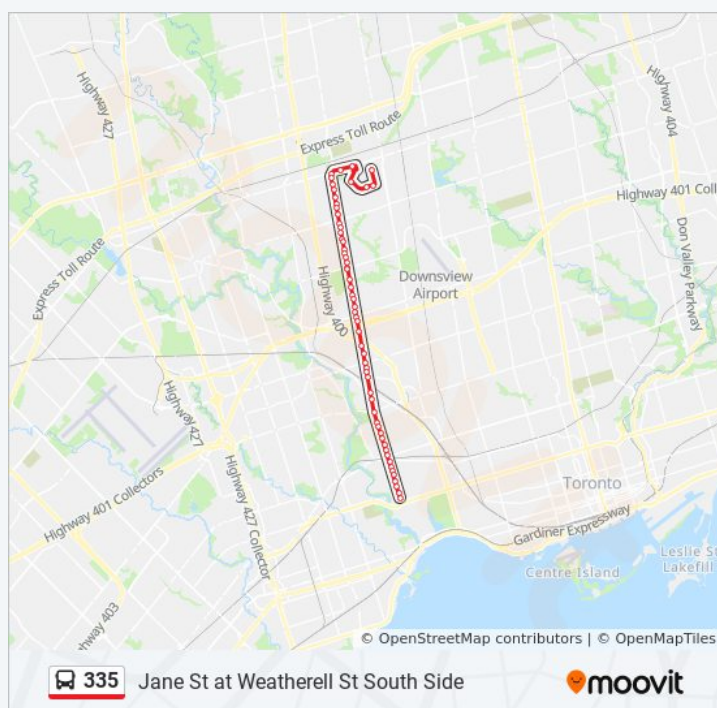 Highway 427
Highway 404
Express Toll Route
Highway 401 Collectors
Don Valley Parkway
Downsview
Airport
Express Toll Route
Highway 400
Highway 427
Highway 401 Collectors
Highway 427 Collector
Toronto
Gardiner Expressway
Centre Island
Leslie St
Lakefill
Highway 403
© OpenStreetMap contributors | © OpenMapTiles
335 Jane St at Weatherell St South Side moovit